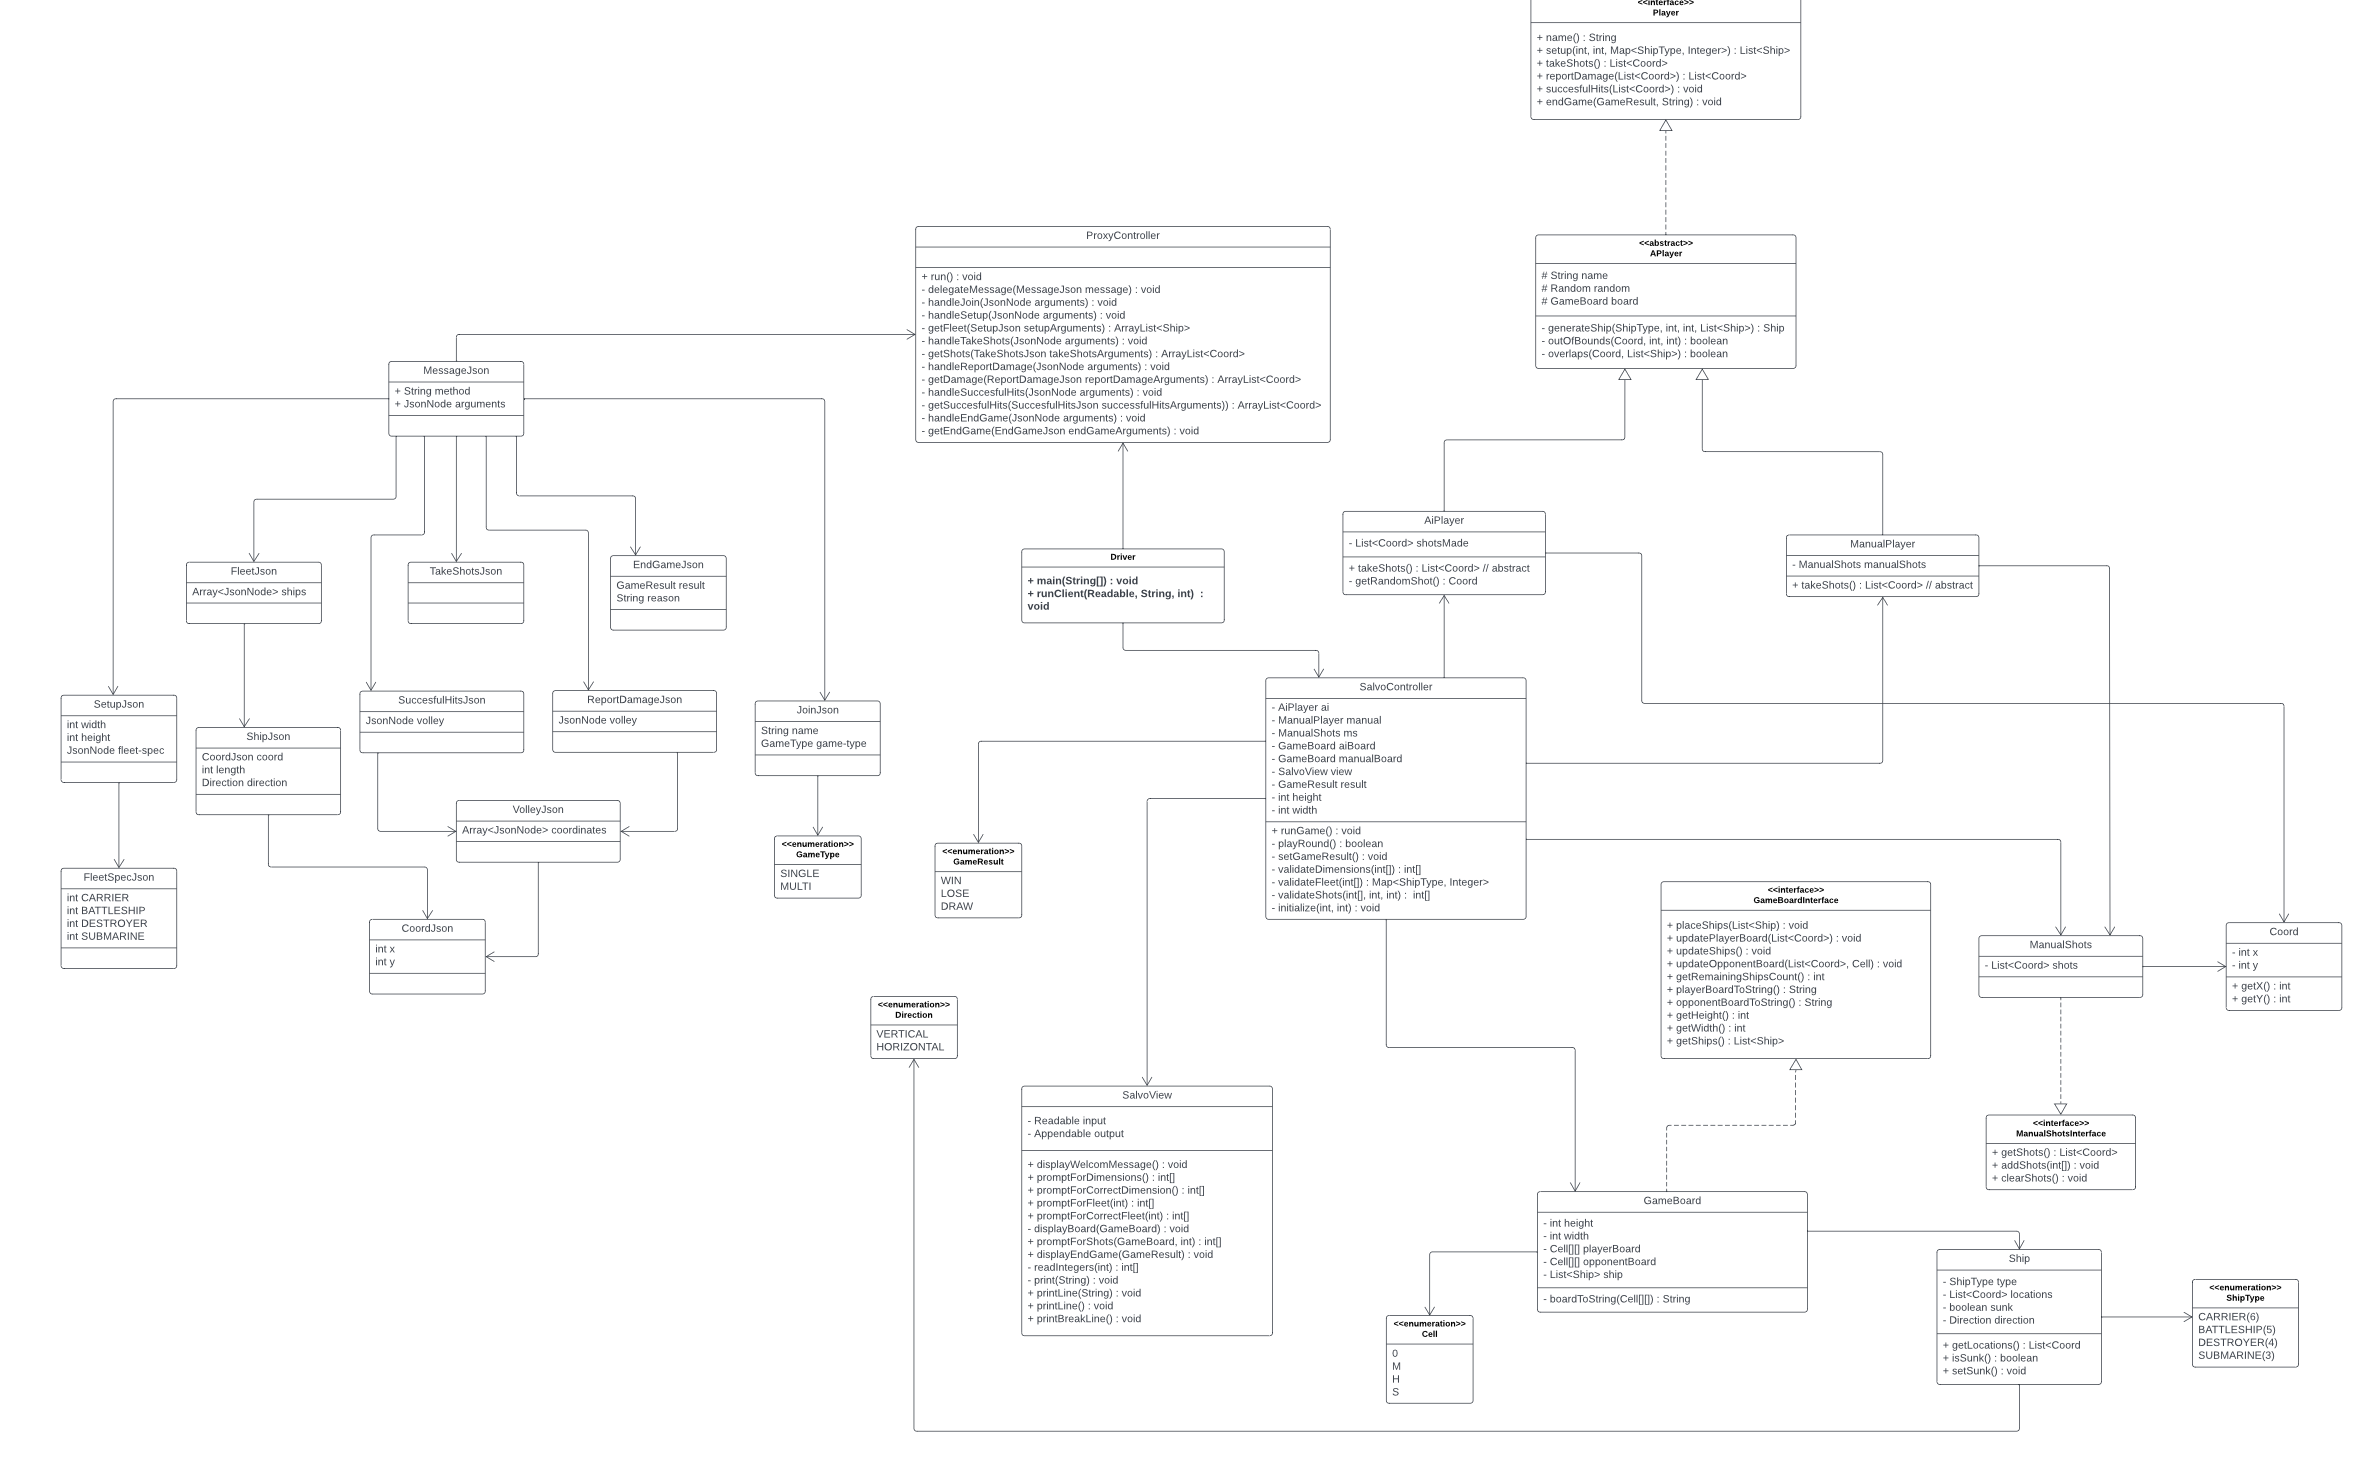 <<interface>>
Player
+ name() : String
+ setup(int, int, Map<ShipType, Integer>) : List<Ship>
+ takeShots() : List<Coord>
+ reportDamage(List<Coord>) : List<Coord>
+ succesfulHits(List<Coord>) : void
+ endGame(GameResult, String) : void
ProxyController
+ run() : void
- delegateMessage(MessageJson message) : void
- handleJoin(JsonNode arguments) : void
- handleSetup(JsonNode arguments) : void
- getFleet(SetupJson setupArguments) : ArrayList<Ship>
- handleTakeShots(JsonNode arguments) : void
- getShots(TakeShotsJson takeShotsArguments) : ArrayList<Coord>
- handleReportDamage(JsonNode arguments) : void
- getDamage(ReportDamageJson reportDamageArguments) : ArrayList<Coord>
- handleSuccesfulHits(JsonNode arguments) : void
- getSuccesfulHits(SuccesfulHitsJson successfulHitsArguments)) : ArrayList<Coord>
- handleEndGame(JsonNode arguments) : void
- getEndGame(EndGameJson endGameArguments) : void
<<abstract>>
APlayer
# String name
# Random random
# GameBoard board
- generateShip(ShipType, int, int, List<Ship>) : Ship
- outOfBounds(Coord, int, int) : boolean
- overlaps(Coord, List<Ship>) : boolean
MessageJson
+ String method
+ JsonNode arguments
AiPlayer
- List<Coord> shotsMade
+ takeShots() : List<Coord> // abstract
- getRandomShot() : Coord
ManualPlayer
- ManualShots manualShots
+ takeShots() : List<Coord> // abstract
Driver
+ main(String[]) : void
+ runClient(Readable, String, int)  :
void
FleetJson
Array<JsonNode> ships
TakeShotsJson
EndGameJson
GameResult result
String reason
SetupJson
int width
int height
JsonNode fleet-spec
ShipJson
CoordJson coord
int length
Direction direction
SuccesfulHitsJson
JsonNode volley
ReportDamageJson
JsonNode volley
JoinJson
String name
GameType game-type
SalvoController
- AiPlayer ai
- ManualPlayer manual
- ManualShots ms
- GameBoard aiBoard
- GameBoard manualBoard
- SalvoView view
- GameResult result
- int height
- int width
+ runGame() : void
- playRound() : boolean
- setGameResult() : void
- validateDimensions(int[]) : int[]
- validateFleet(int[]) : Map<ShipType, Integer>
- validateShots(int[], int, int) :  int[]
- initialize(int, int) : void
VolleyJson
Array<JsonNode> coordinates
<<enumeration>>
GameType
SINGLE
MULTI
<<enumeration>>
GameResult
WIN
LOSE
DRAW
FleetSpecJson
int CARRIER
int BATTLESHIP
int DESTROYER
int SUBMARINE
CoordJson
int x
int y
<<interface>>
GameBoardInterface
+ placeShips(List<Ship) : void
+ updatePlayerBoard(List<Coord>) : void
+ updateShips() : void
+ updateOpponentBoard(List<Coord>, Cell) : void
+ getRemainingShipsCount() : int
+ playerBoardToString() : String
+ opponentBoardToString() : String
+ getHeight() : int
+ getWidth() : int
+ getShips() : List<Ship>
ManualShots
- List<Coord> shots
Coord
- int x
- int y
+ getX() : int
+ getY() : int
<<enumeration>>
Direction
VERTICAL
HORIZONTAL
SalvoView
- Readable input
- Appendable output
+ displayWelcomMessage() : void
+ promptForDimensions() : int[]
+ promptForCorrectDimension() : int[]
+ promptForFleet(int) : int[]
+ promptForCorrectFleet(int) : int[]
- displayBoard(GameBoard) : void
+ promptForShots(GameBoard, int) : int[]
+ displayEndGame(GameResult) : void
- readIntegers(int) : int[]
- print(String) : void
+ printLine(String) : void
+ printLine() : void
+ printBreakLine() : void
<<interface>>
ManualShotsInterface
+ getShots() : List<Coord>
+ addShots(int[]) : void
+ clearShots() : void
GameBoard
- int height
- int width
- Cell[][] playerBoard
- Cell[][] opponentBoard
- List<Ship> ship
- boardToString(Cell[][]) : String
Ship
- ShipType type
- List<Coord> locations
- boolean sunk
- Direction direction
+ getLocations() : List<Coord
+ isSunk() : boolean
+ setSunk() : void
<<enumeration>>
ShipType
CARRIER(6)
BATTLESHIP(5)
DESTROYER(4)
SUBMARINE(3)
<<enumeration>>
Cell
0
M
H
S